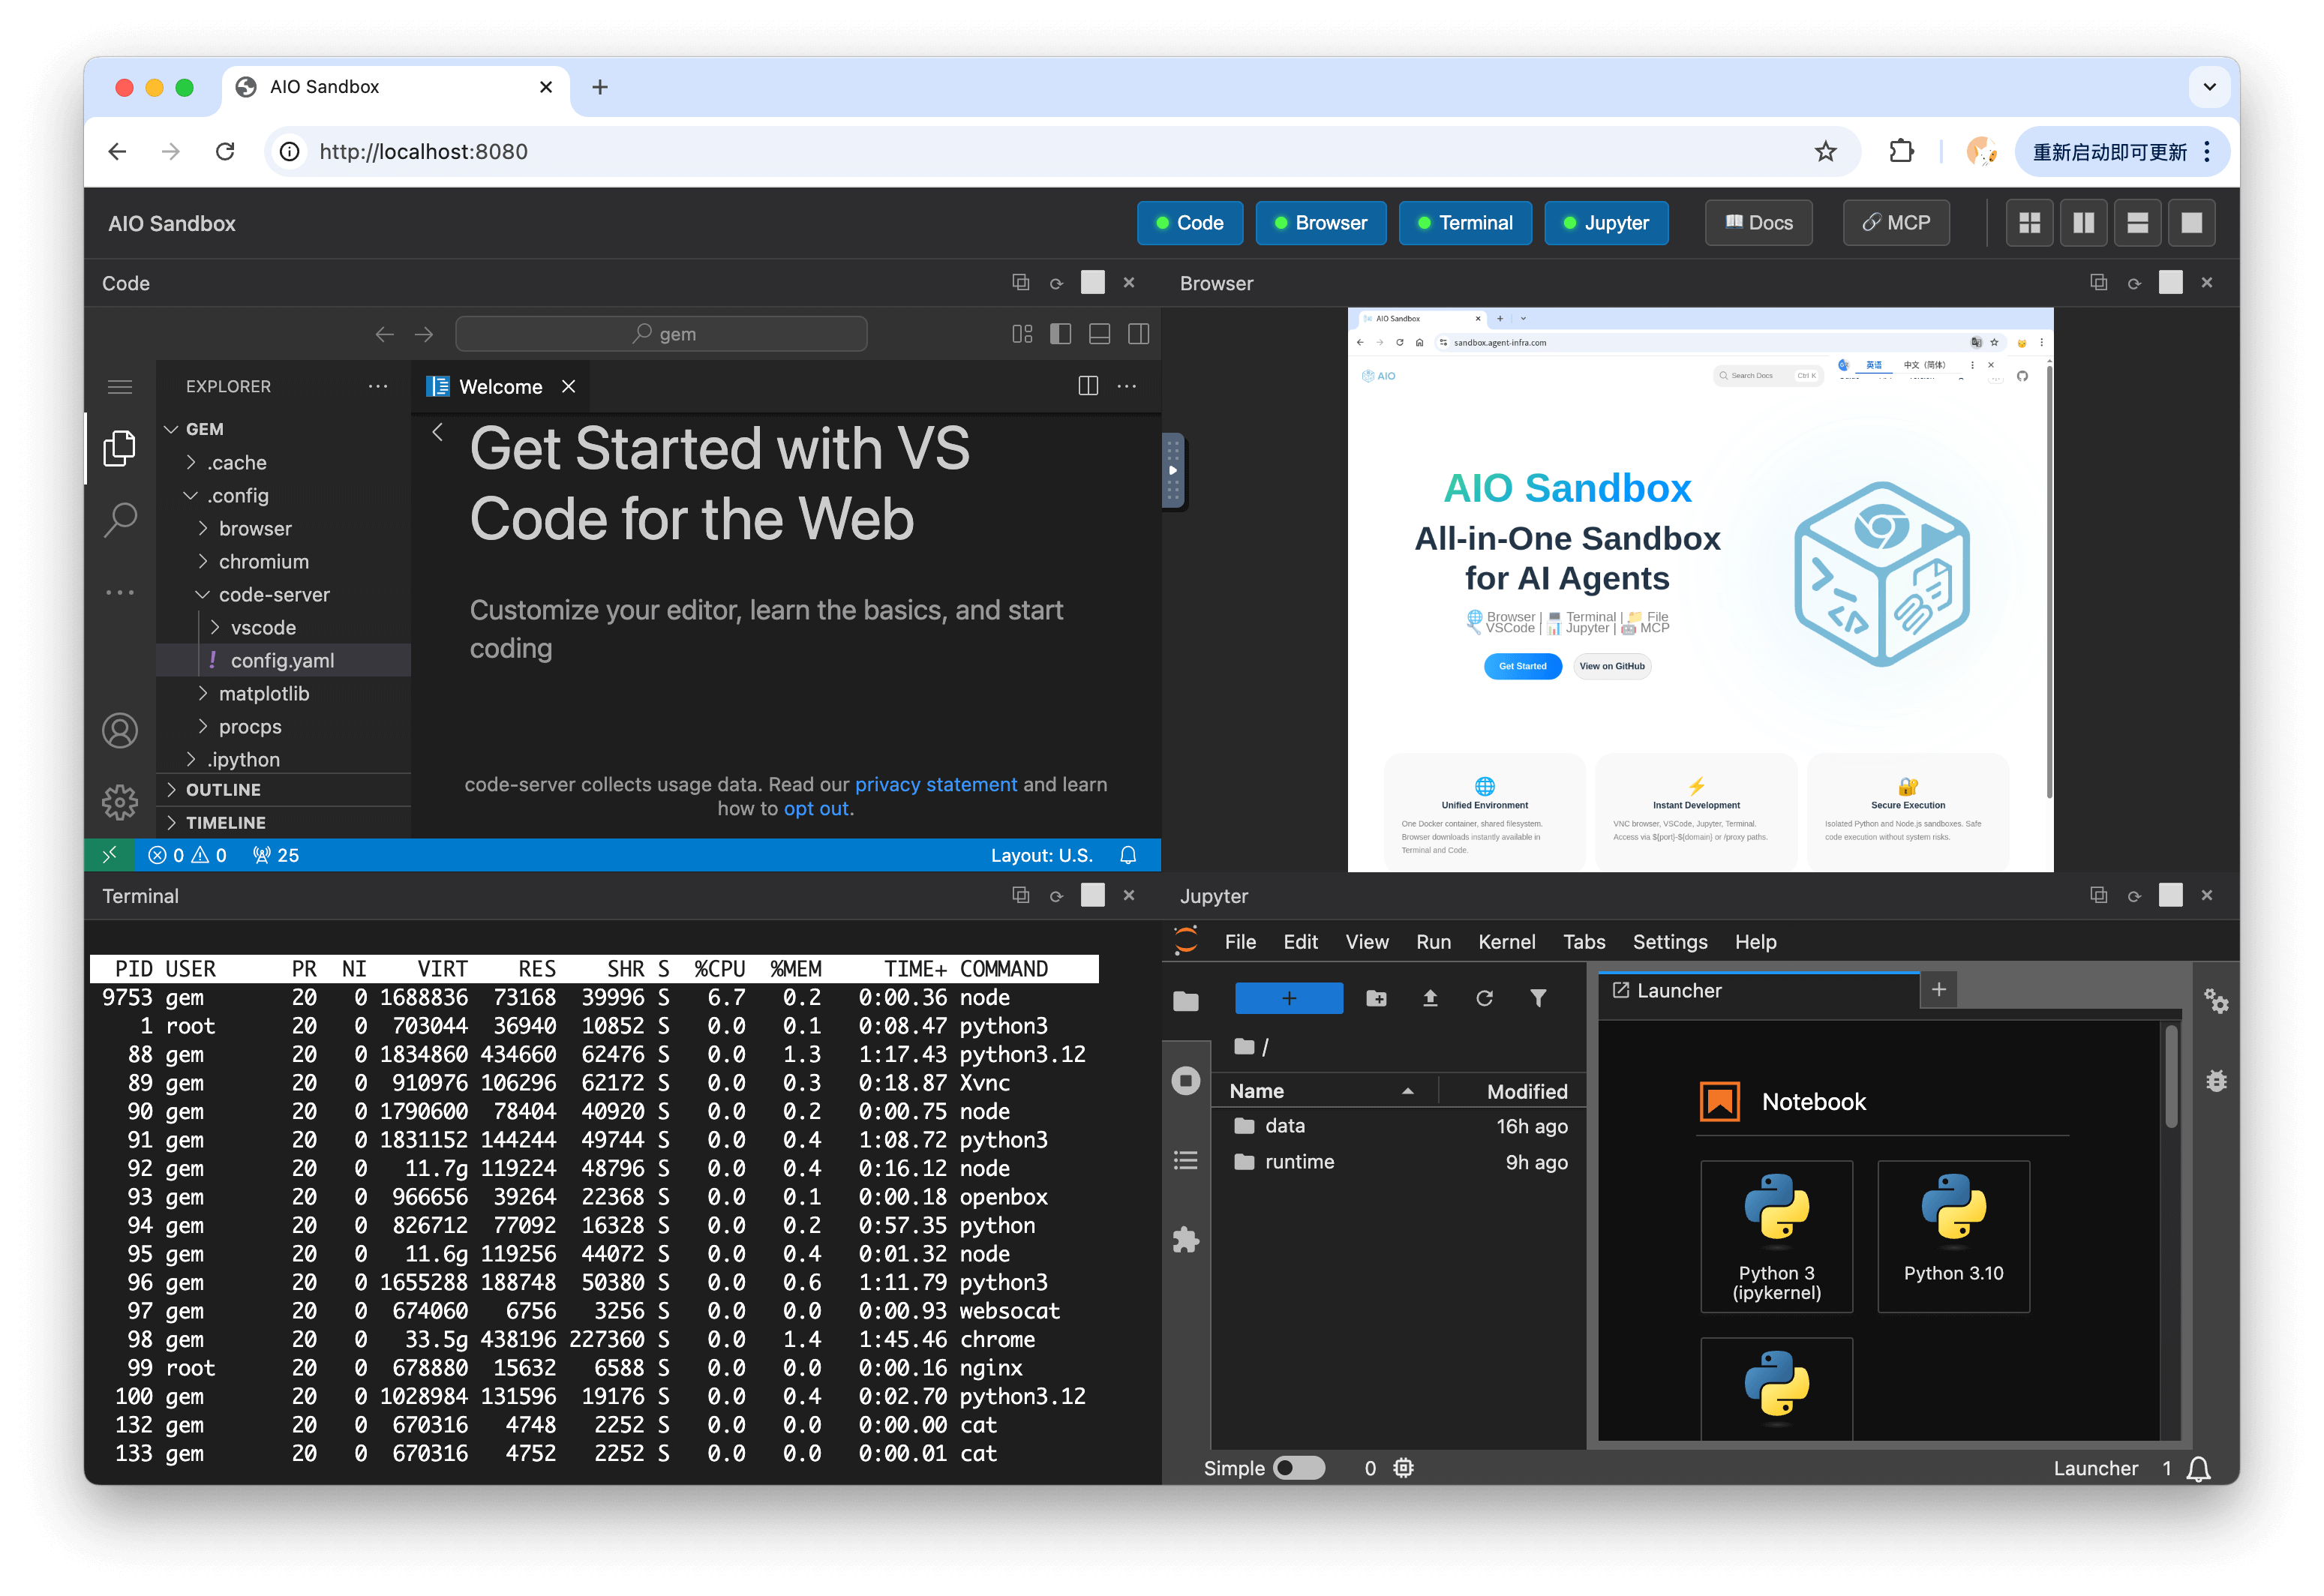 AIO Sandbox
http://localhost:8080
重新启动即可更新
AIO Sandbox
Code
Browser
Terminal
Jupyter
Docs
MCP
Code
gem
EXPLORER
Welcome
GEM
.cache
.config
browser
chromium
code-server
vscode
! config.yaml
matplotlib
procps
.ipython
OUTLINE
TIMELINE
Get Started with VS
Code for the Web
Customize your editor, learn the basics, and start
coding
code-server collects usage data. Read our privacy statement and learn
how to opt out.
0 0 25
Layout: U.S.
Browser
AIO Sandbox
sandbox.agent-infra.com
AIO
Search Docs
Ctrl K
英语
中文（简体）
AIO Sandbox
All-in-One Sandbox
for AI Agents
Browser | Terminal | File
VSCode | Jupyter | MCP
Get Started
View on GitHub
Unified Environment
One Docker container, shared filesystem.
Browser downloads instantly available in
Terminal and Code.
Instant Development
VNC browser, VSCode, Jupyter, Terminal.
Access via ${port}-${domain} or /proxy paths.
Secure Execution
Isolated Python and Node.js sandboxes. Safe
code execution without system risks.
Terminal
PID USER PR NI VIRT RES SHR S %CPU %MEM TIME+ COMMAND
9753 gem 20 0 1688836 73168 39996 S 6.7 0.2 0:00.36 node
1 root 20 0 703044 36940 10852 S 0.0 0.1 0:08.47 python3
88 gem 20 0 1834860 434660 62476 S 0.0 1.3 1:17.43 python3.12
89 gem 20 0 910976 106296 62172 S 0.0 0.3 0:18.87 Xvnc
90 gem 20 0 1790600 78404 40920 S 0.0 0.2 0:00.75 node
91 gem 20 0 1831152 144244 49744 S 0.0 0.4 1:08.72 python3
92 gem 20 0 11.7g 119224 48796 S 0.0 0.4 0:16.12 node
93 gem 20 0 966656 39264 22368 S 0.0 0.1 0:00.18 openbox
94 gem 20 0 826712 77092 16328 S 0.0 0.2 0:57.35 python
95 gem 20 0 11.6g 119256 44072 S 0.0 0.4 0:01.32 node
96 gem 20 0 1655288 188748 50380 S 0.0 0.6 1:11.79 python3
97 gem 20 0 674060 6756 3256 S 0.0 0.0 0:00.93 websocat
98 gem 20 0 33.5g 438196 227360 S 0.0 1.4 1:45.46 chrome
99 root 20 0 678880 15632 6588 S 0.0 0.0 0:00.16 nginx
100 gem 20 0 1028984 131596 19176 S 0.0 0.4 0:02.70 python3.12
132 gem 20 0 670316 4748 2252 S 0.0 0.0 0:00.00 cat
133 gem 20 0 670316 4752 2252 S 0.0 0.0 0:00.01 cat
Jupyter
File Edit View Run Kernel Tabs Settings Help
/
Name Modified
data 16h ago
runtime 9h ago
Launcher
Notebook
Python 3
(ipykernel)
Python 3.10
Simple 0
Launcher 1